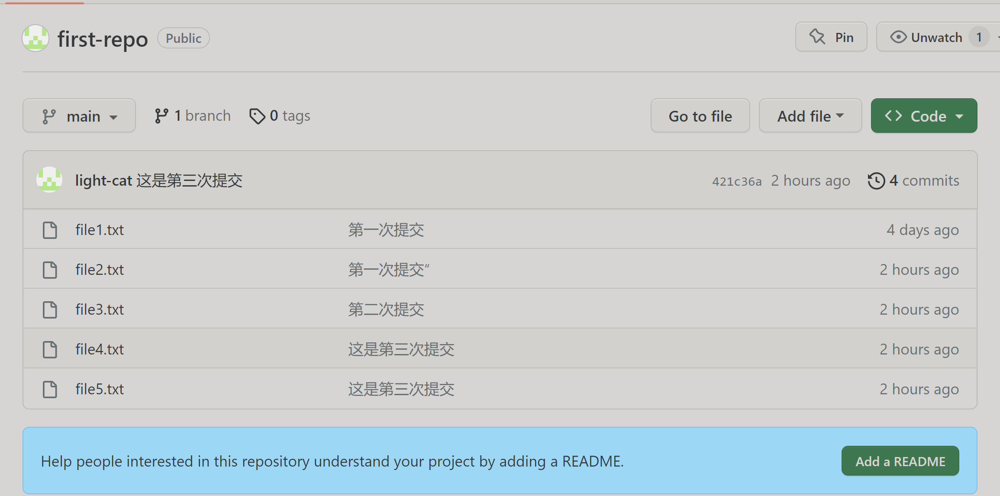 first-repo Public Pin Unwatch 1
main 1 branch 0 tags Go to file Add file Code
light-cat 这是第三次提交 421c36a 2 hours ago 4 commits
file1.txt 第一次提交 4 days ago
file2.txt 第一次提交“ 2 hours ago
file3.txt 第二次提交 2 hours ago
file4.txt 这是第三次提交 2 hours ago
file5.txt 这是第三次提交 2 hours ago
Help people interested in this repository understand your project by adding a README. Add a README